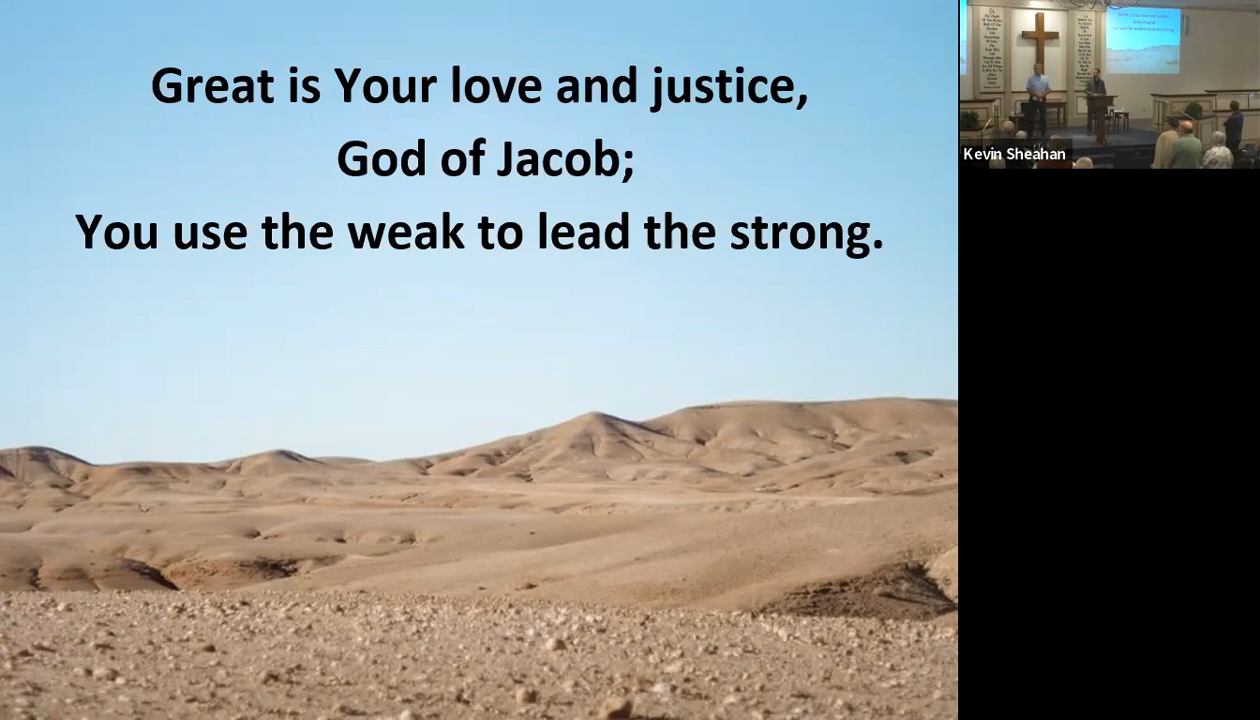 Great is Your love and justice,
God of Jacob;
You use the weak to lead the strong.
Kevin Sheahan